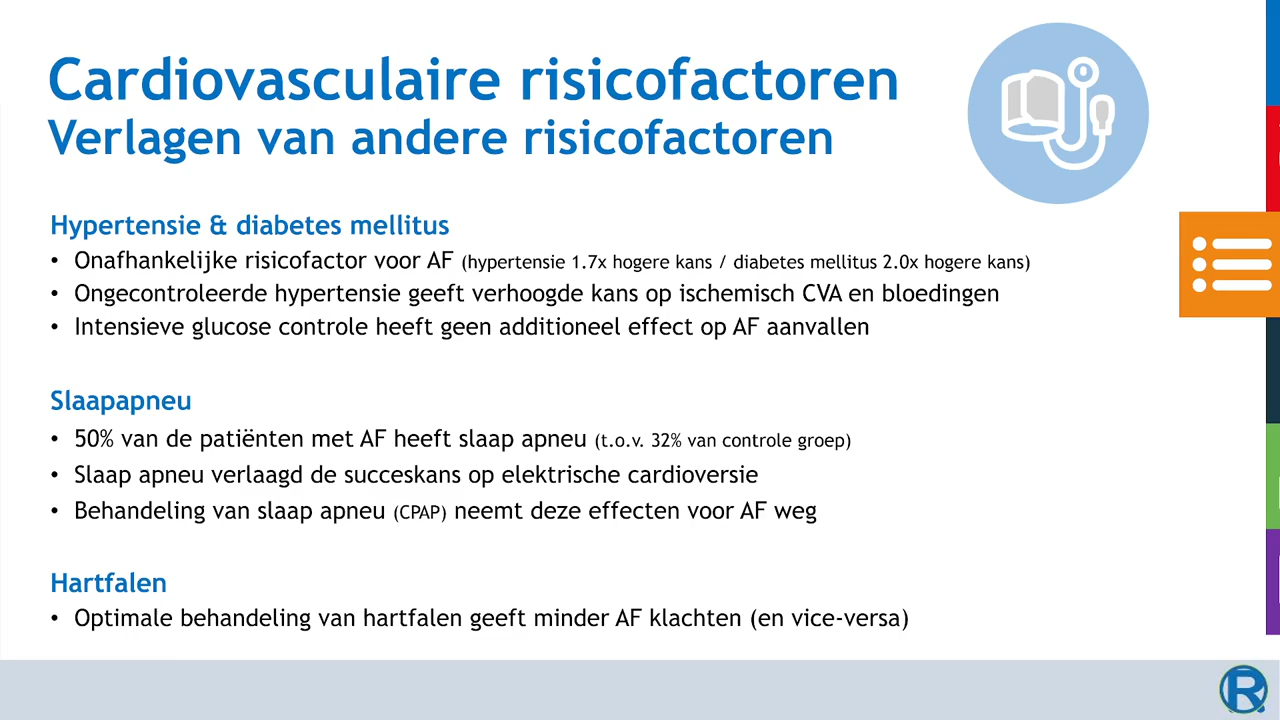 Cardiovasculaire risicofactoren
Verlagen van andere risicofactoren
Hypertensie & diabetes mellitus
• Onafhankelijke risicofactor voor AF (hypertensie 1.7x hogere kans / diabetes mellitus 2.0x hogere kans)
• Ongecontroleerde hypertensie geeft verhoogde kans op ischemisch CVA en bloedingen
• Intensieve glucose controle heeft geen additioneel effect op AF aanvallen
Slaapapneu
• 50% van de patiënten met AF heeft slaap apneu (t.o.v. 32% van controle groep)
• Slaap apneu verlaagd de succeskans op elektrische cardioversie
• Behandeling van slaap apneu (CPAP) neemt deze effecten voor AF weg
Hartfalen
• Optimale behandeling van hartfalen geeft minder AF klachten (en vice-versa)
R